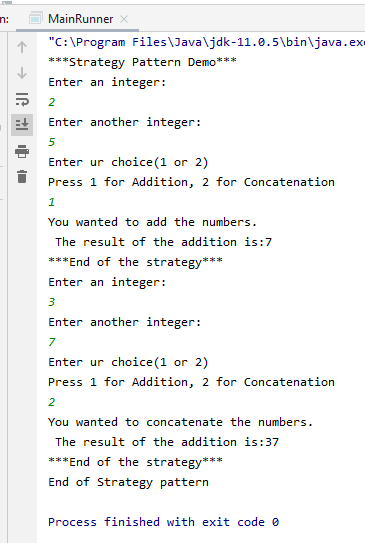 n: MainRunner ×
"C:\Program Files\Java\jdk-11.0.5\bin\java.exe
***Strategy Pattern Demo***
Enter an integer:
2
Enter another integer:
5
Enter ur choice(1 or 2)
Press 1 for Addition, 2 for Concatenation
1
You wanted to add the numbers.
The result of the addition is:7
***End of the strategy***
Enter an integer:
3
Enter another integer:
7
Enter ur choice(1 or 2)
Press 1 for Addition, 2 for Concatenation
2
You wanted to concatenate the numbers.
The result of the addition is:37
***End of the strategy***
End of Strategy pattern
Process finished with exit code 0